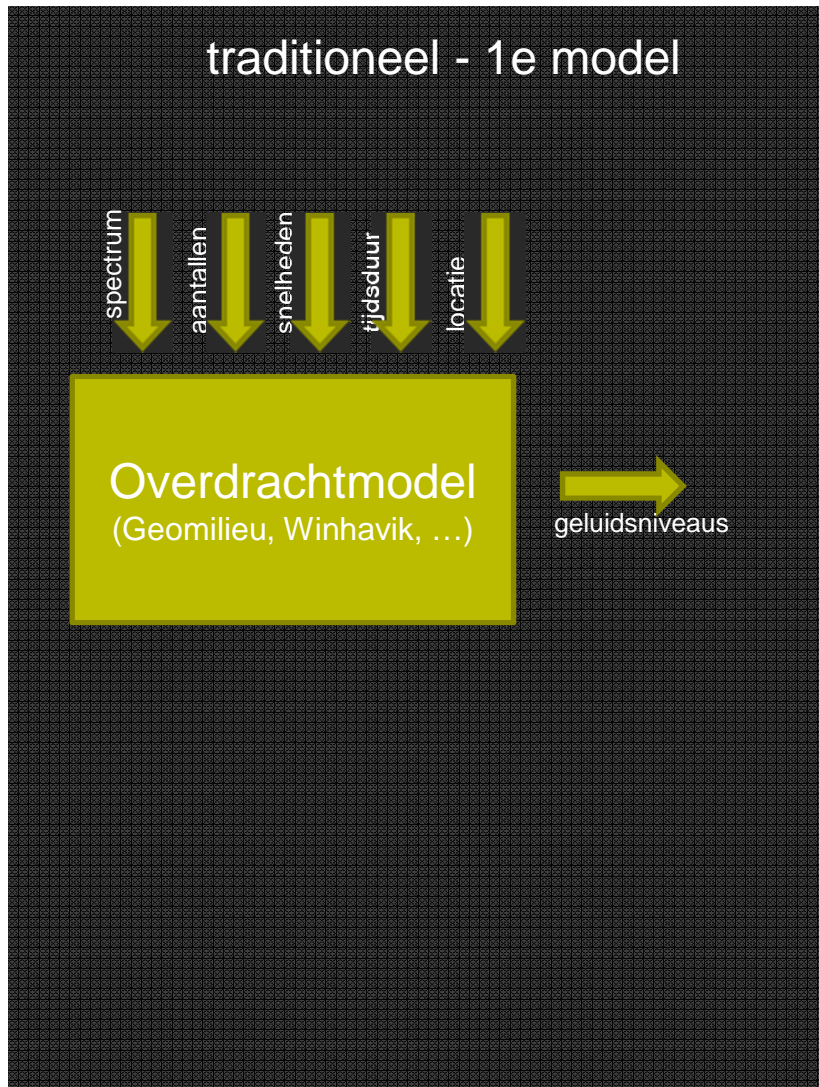 traditioneel - 1e model
spectrum
aantallen
snelheden
tijdsduur
locatie
Overdrachtmodel
(Geomilieu, Winhavik, …)
geluidsniveaus